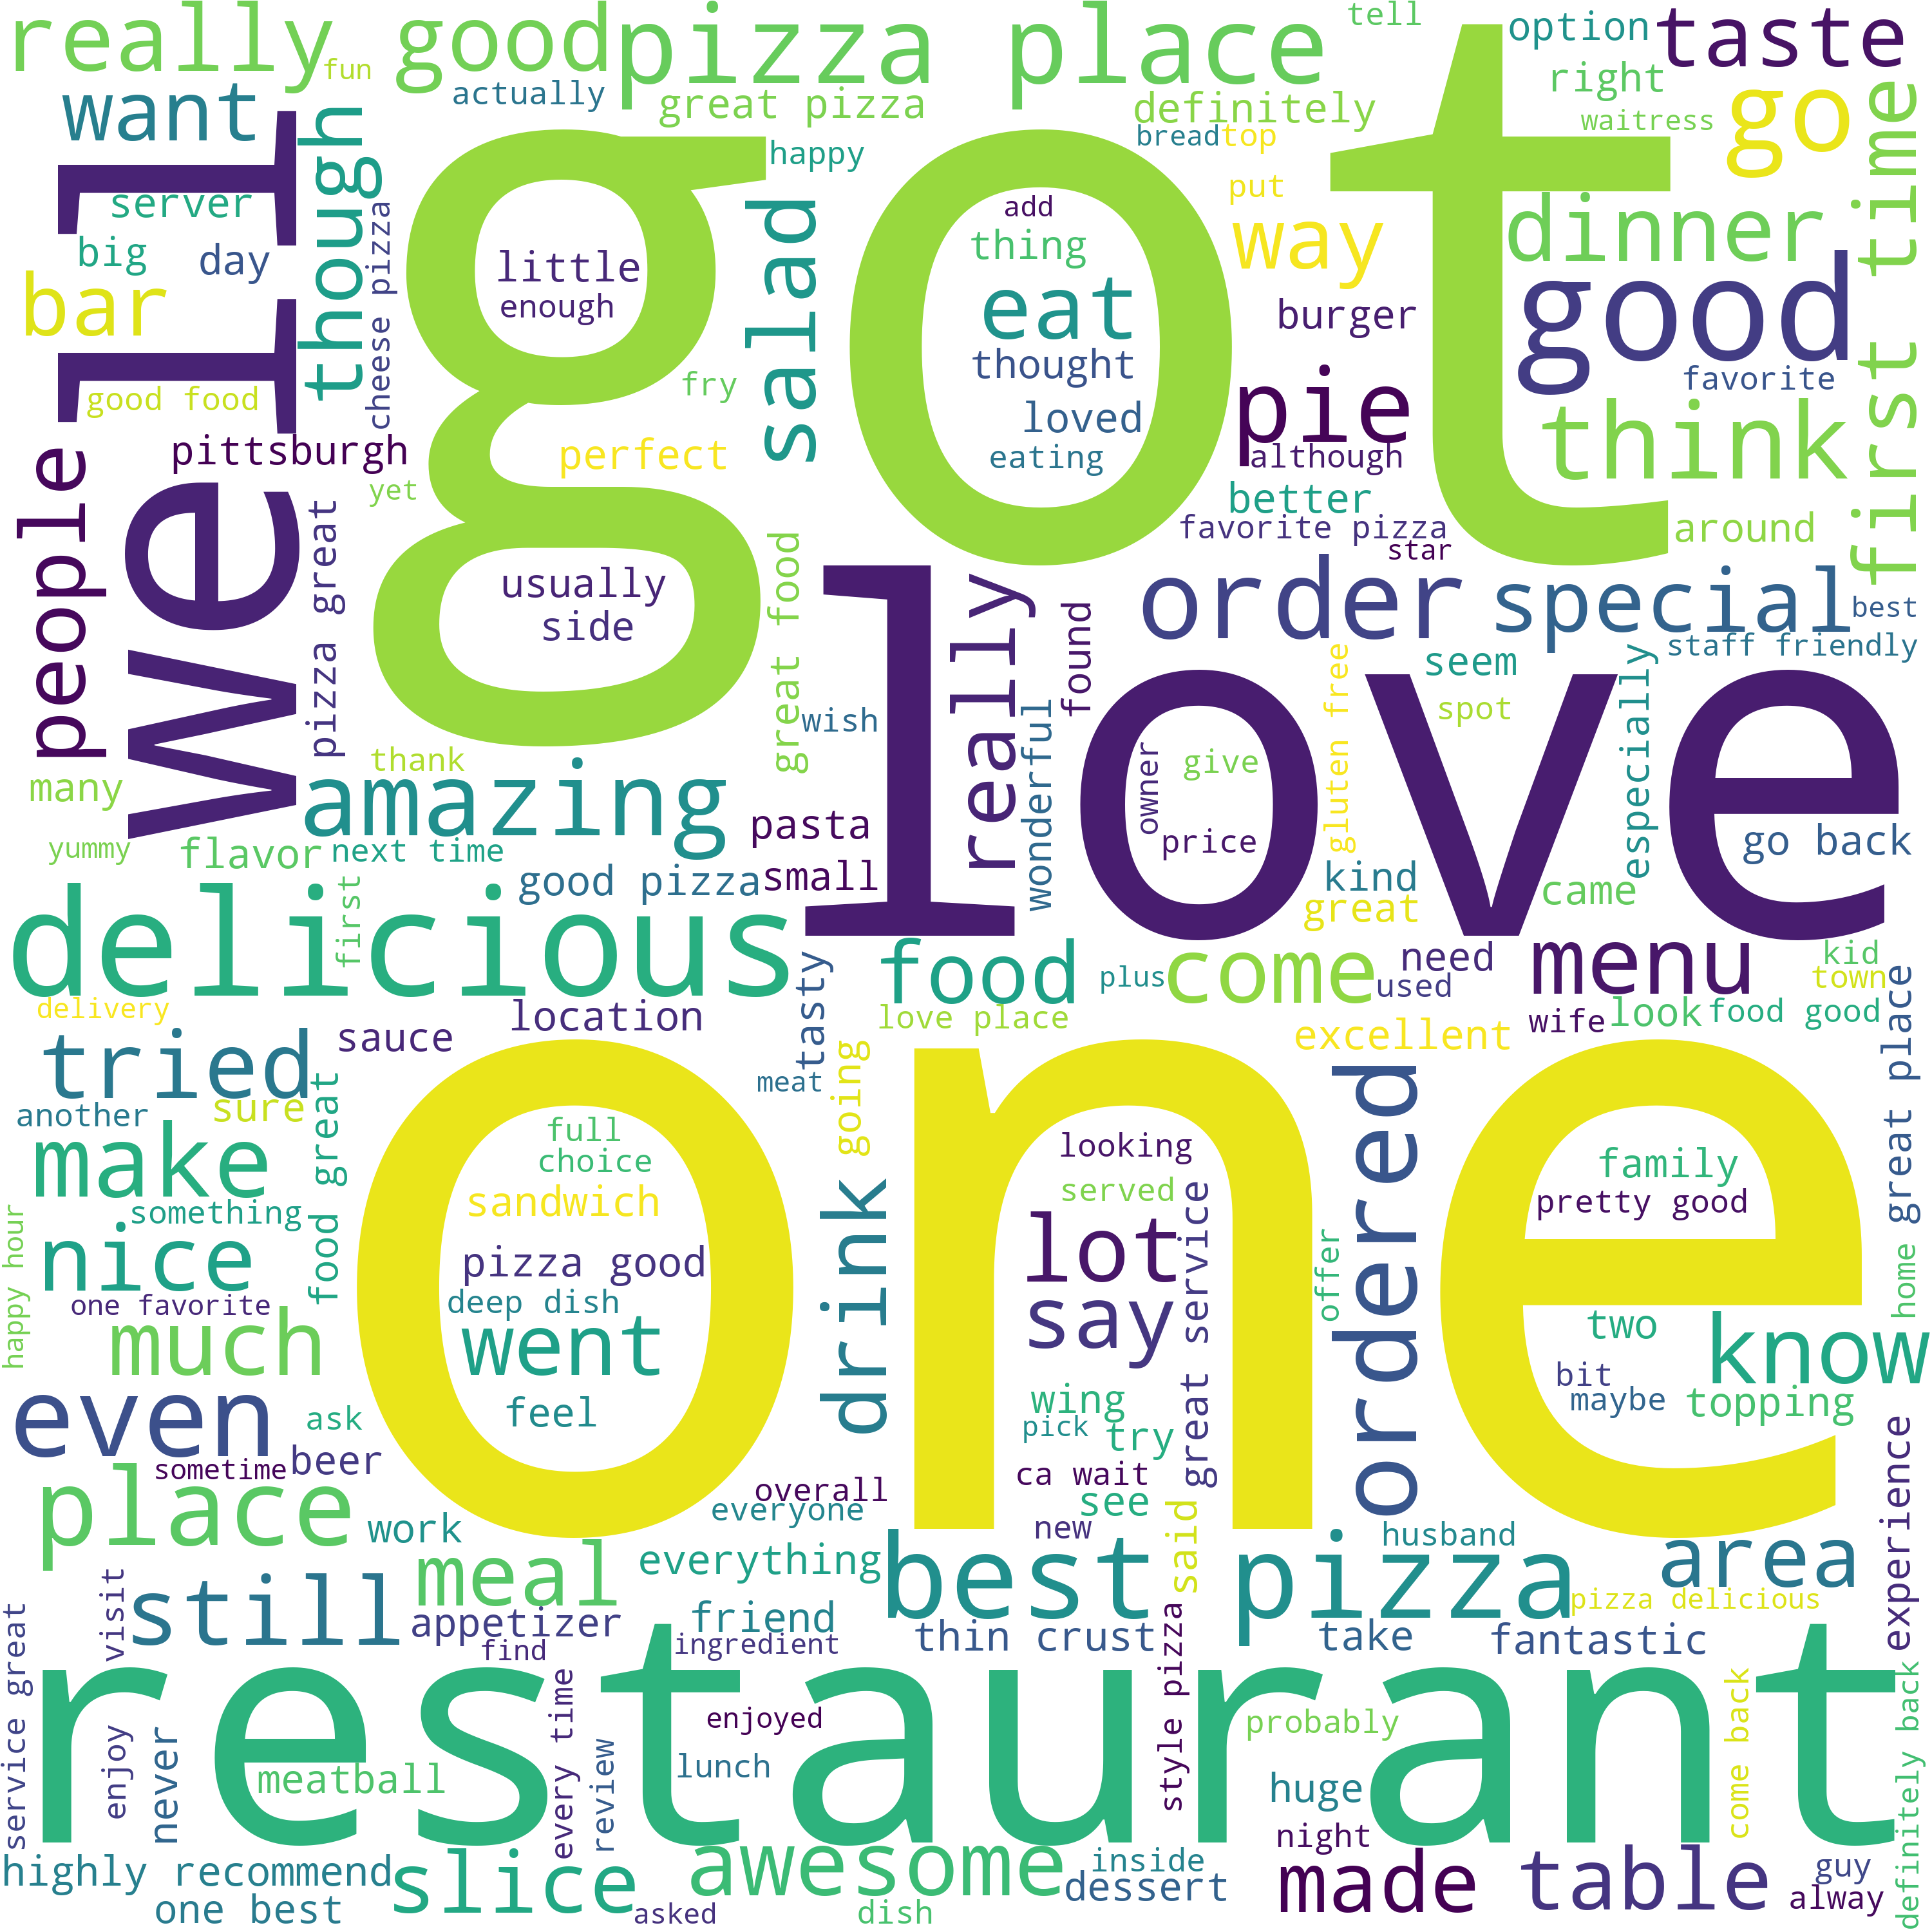 really
good
pizza place
tell
option
taste
fun
want
actually
great pizza
definitely
right
go
waitress
bread
top
happy
though
well
got
first time
server
put
add
way
dinner
little
thing
big
day
cheese pizza
salad
enough
eat
burger
good
bar
thought
pie
favorite
fry
good food
loved
think
people
pittsburgh
perfect
eating
although
yet
better
pizza great
favorite pizza
around
star
great food
usually
side
love
really
found
order
special
best
staff friendly
seem
especially
gluten free
spot
wish
wonderful
owner
give
thank
many
amazing
pasta
price
go back
yummy
flavor
next time
good pizza
small
kind
great
came
first
delicious
food
come
need
menu
kid
tasty
plus
used
town
delivery
location
love place
excellent
wife
look
food good
great place
tried
sauce
one
going
ordered
meat
another
sure
food great
make
full
looking
family
choice
served
pretty good
sandwich
great service
something
nice
drink
lot
offer
home
happy hour
pizza good
say
one favorite
deep dish
two
much
went
know
bit
wing
maybe
topping
even
ask
feel
pick
try
beer
experience
sometime
ca wait
place
overall
see
everyone
said
work
new
husband
meal
everything
best pizza
area
visit
still
pizza delicious
appetizer
friend
service great
find
ingredient
thin crust
take
fantastic
restaurant
every time
style pizza
come back
definitely back
enjoy
never
enjoyed
probably
review
lunch
meatball
huge
night
highly recommend
slice
awesome
inside
made
table
guy
one best
dessert
alway
asked
dish